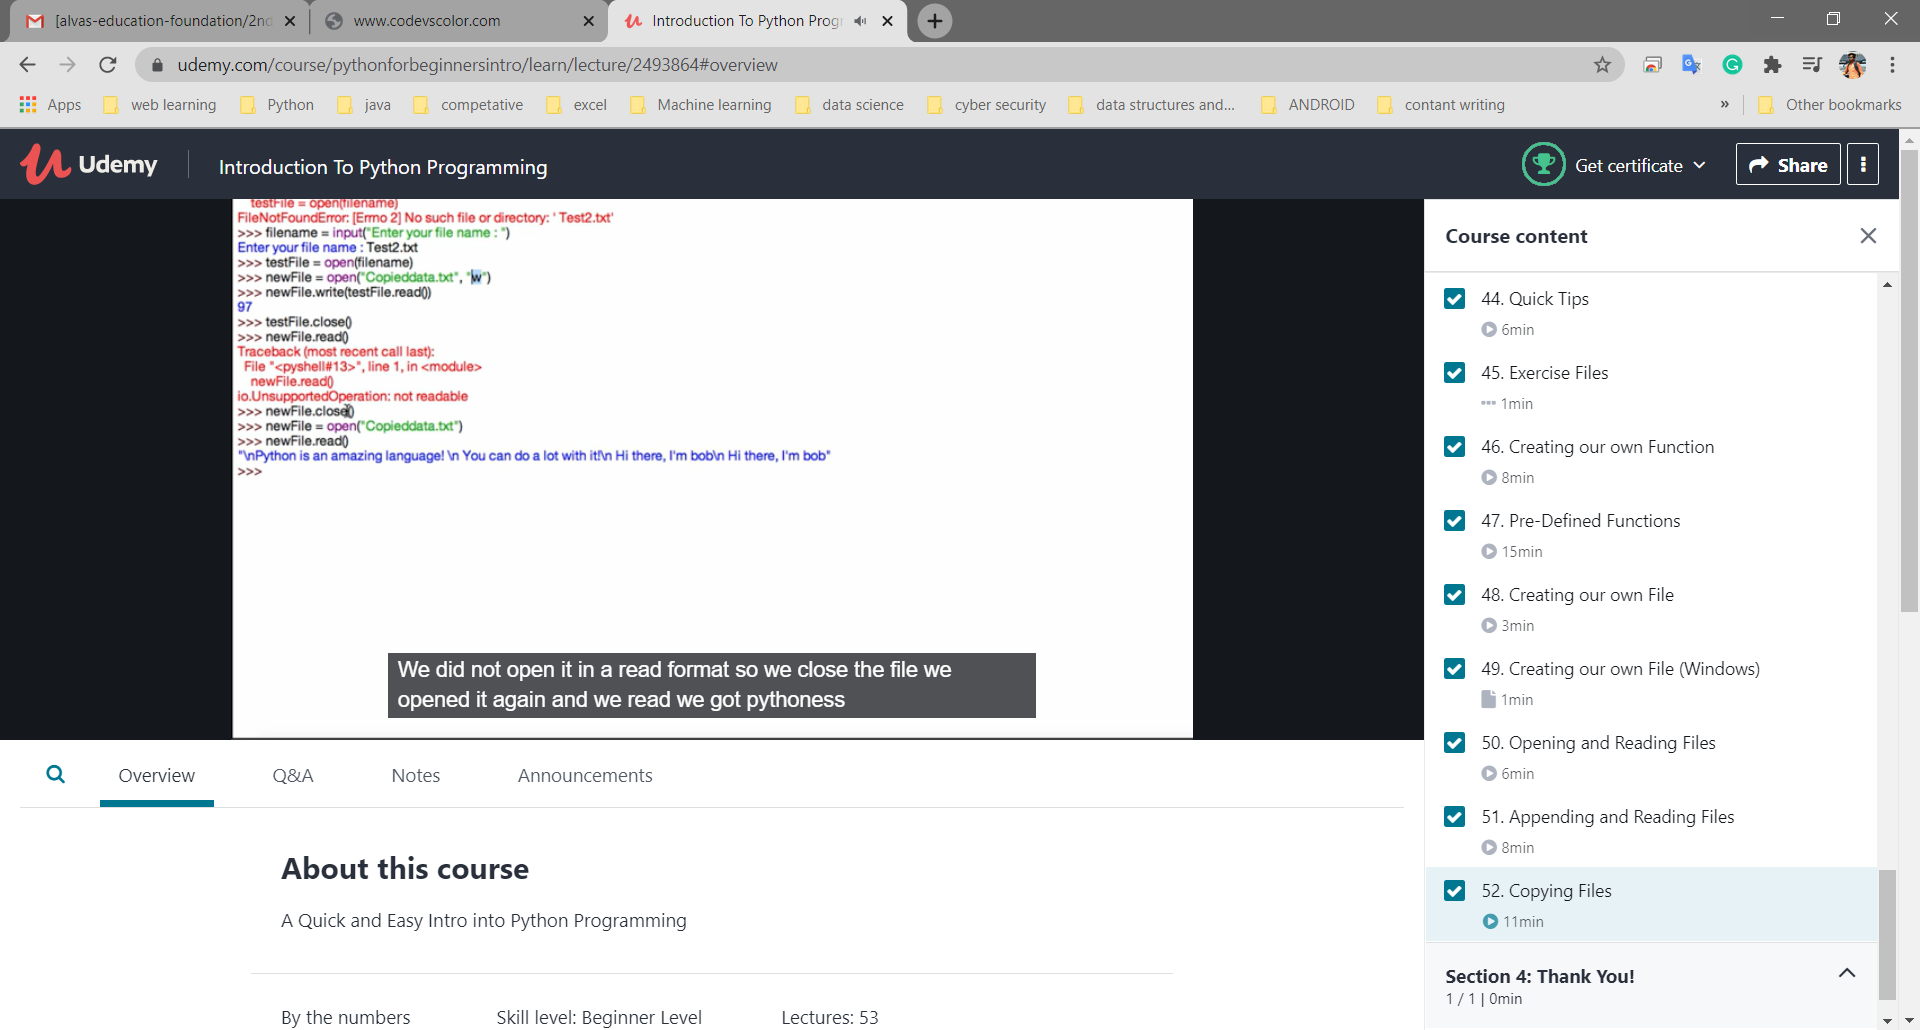 [alvas-education-foundation/2nd
www.codevscolor.com
Introduction To Python Progr
udemy.com/course/pythonforbeginnersintro/learn/lecture/2493864#overview
Apps web learning Python java competative excel Machine learning data science cyber security data structures and... ANDROID contant writing » Other bookmarks
Udemy Introduction To Python Programming Get certificate Share
testFile = open(filename)
FileNotFoundError: [Errno 2] No such file or directory: ' Test2.txt'
>>> filename = input("Enter your file name : ")
Enter your file name : Test2.txt
>>> testFile = open(filename)
>>> newFile = open("Copieddata.txt", "w")
>>> newFile.write(testFile.read())
97
>>> testFile.close()
>>> newFile.read()
Traceback (most recent call last):
File "<pyshell#13>", line 1, in <module>
newFile.read()
io.UnsupportedOperation: not readable
>>> newFile.close()
>>> newFile = open("Copieddata.txt")
>>> newFile.read()
"\nPython is an amazing language! \n You can do a lot with it!\n Hi there, I'm bob\n Hi there, I'm bob"
>>>
We did not open it in a read format so we close the file we
opened it again and we read we got pythoness
Overview Q&A Notes Announcements
About this course
A Quick and Easy Intro into Python Programming
By the numbers Skill level: Beginner Level Lectures: 53
Course content
44. Quick Tips
6min
45. Exercise Files
1min
46. Creating our own Function
8min
47. Pre-Defined Functions
15min
48. Creating our own File
3min
49. Creating our own File (Windows)
1min
50. Opening and Reading Files
6min
51. Appending and Reading Files
8min
52. Copying Files
11min
Section 4: Thank You!
1 / 1 | 0min